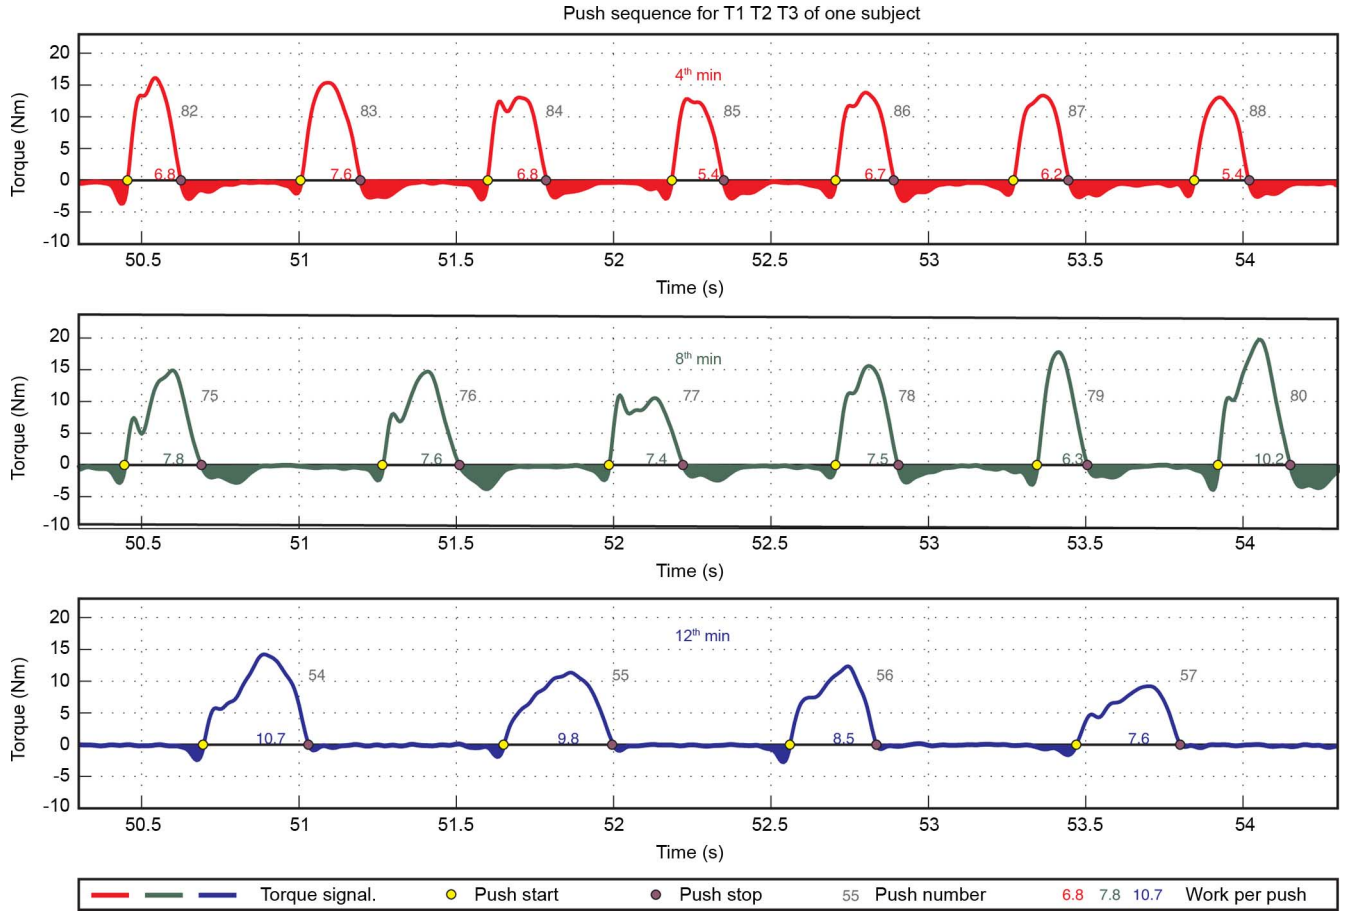 Push sequence for T1 T2 T3 of one subject
Torque (Nm)
20
15
10
5
0
-5
-10
4th min
82 83 84 85 86 87 88
6.8 7.6 6.8 5.4 6.7 6.2 5.4
50.5 51 51.5 52 52.5 53 53.5 54
Time (s)
Torque (Nm)
20
15
10
5
0
-5
-10
8th min
75 76 77 78 79 80
7.8 7.6 7.4 7.5 6.3 10.2
50.5 51 51.5 52 52.5 53 53.5 54
Time (s)
Torque (Nm)
20
15
10
5
0
-5
-10
12th min
54 55 56 57
10.7 9.8 8.5 7.6
50.5 51 51.5 52 52.5 53 53.5 54
Time (s)
Torque signal. Push start Push stop 55 Push number 6.8 7.8 10.7 Work per push